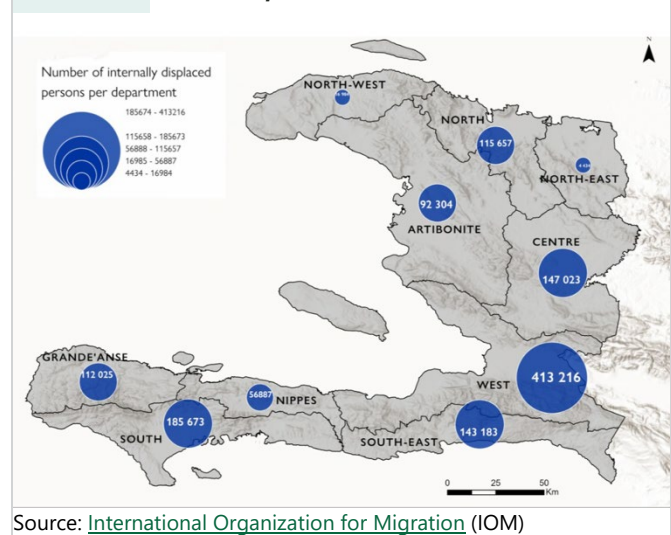 N
Number of internally displaced
persons per department
185674 - 413216
115658 - 185673
56888 - 115657
16985 - 56887
4434 - 16984
NORTH-WEST
NORTH
115 657
4 434
NORTH-EAST
92 304
ARTIBONITE
CENTRE
147 023
GRANDE'ANSE
112 025
56887
NIPPES
WEST
413 216
185 673
SOUTH
SOUTH-EAST
143 183
0 25 50
Km
Source: International Organization for Migration (IOM)